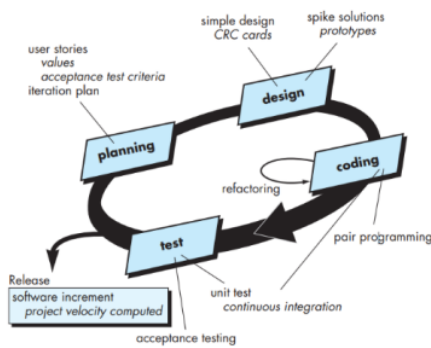 simple design
CRC cards
spike solutions
prototypes
user stories
values
acceptance test criteria
iteration plan
design
planning
coding
refactoring
test
pair programming
Release
software increment
project velocity computed
unit test
continuous integration
acceptance testing